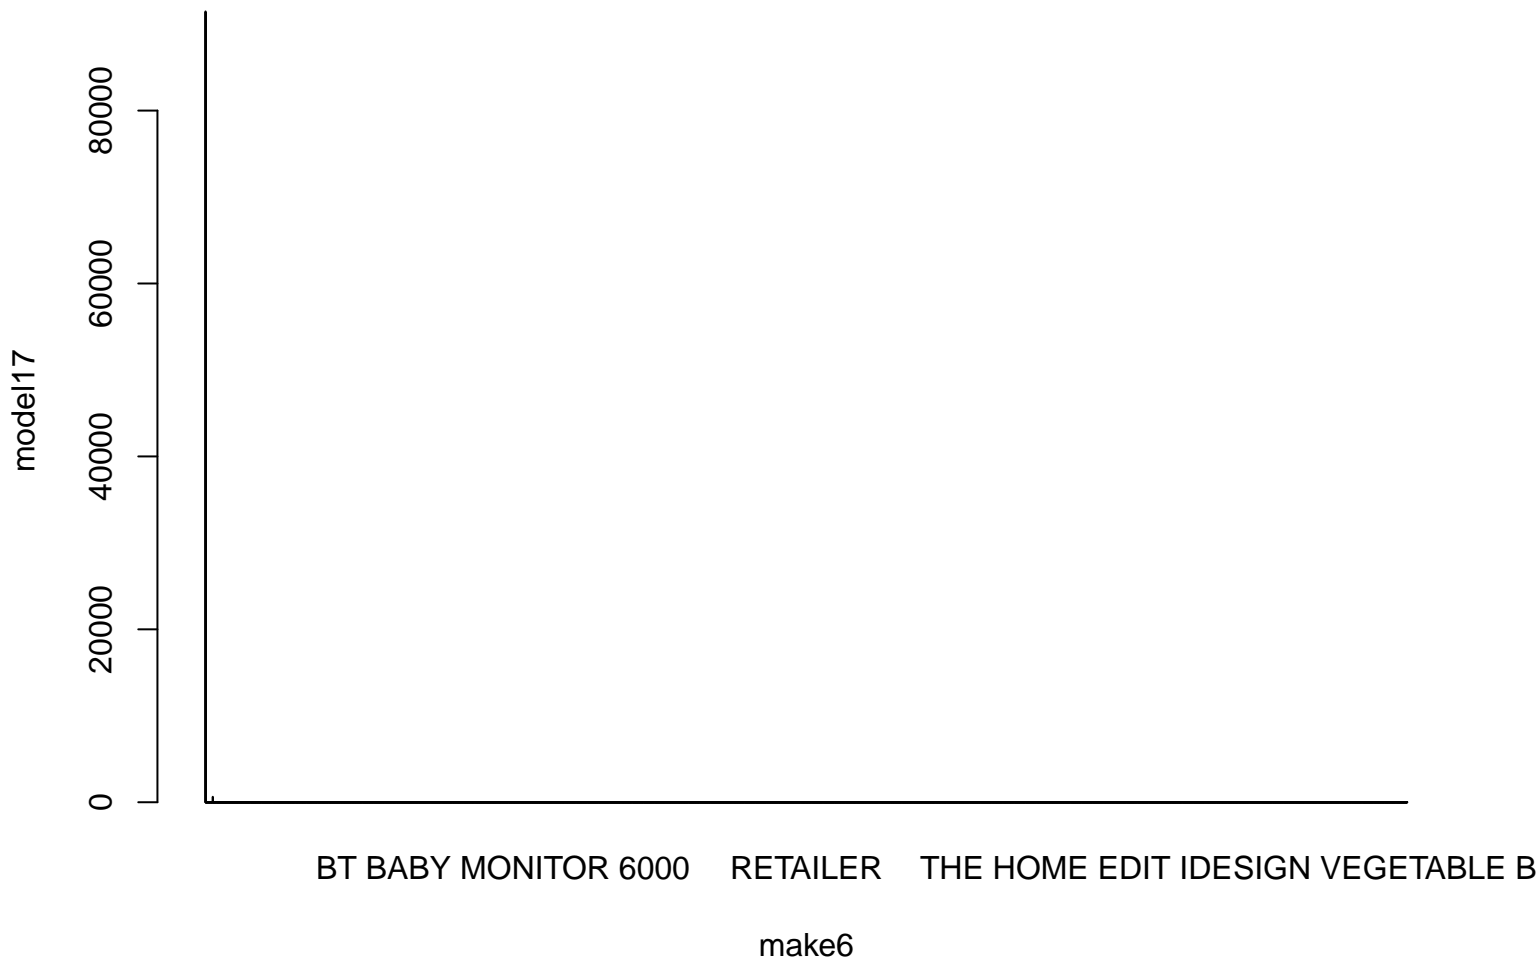 80000
60000
40000
20000
0
model17
BT BABY MONITOR 6000 RETAILER THE HOME EDIT IDESIGN VEGETABLE B
make6